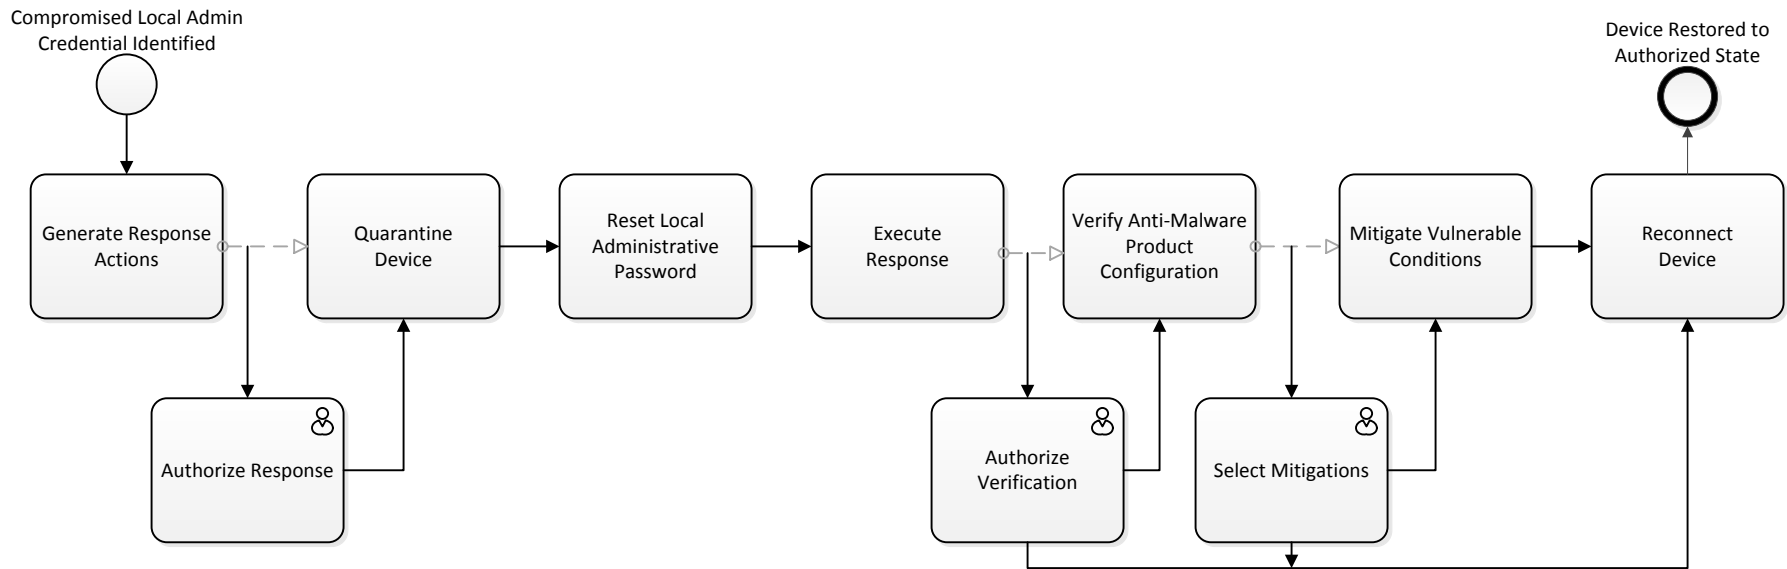 Compromised Local Admin
Credential Identified
Device Restored to
Authorized State
Generate Response
Actions
Quarantine
Device
Reset Local
Administrative
Password
Execute
Response
Verify Anti-Malware
Product
Configuration
Mitigate Vulnerable
Conditions
Reconnect
Device
Authorize Response
Authorize
Verification
Select Mitigations